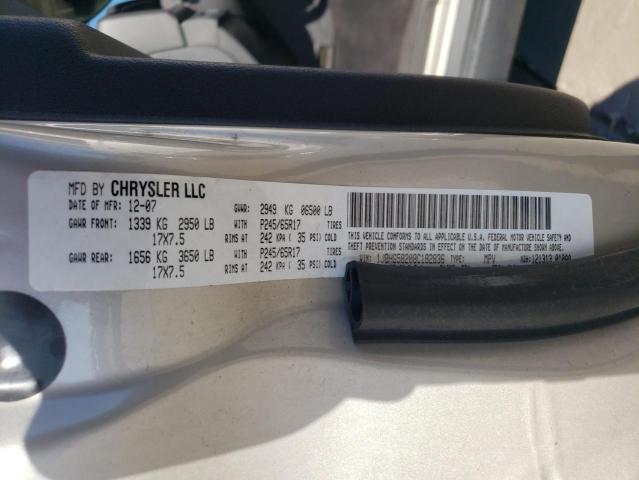 MFD BY CHRYSLER LLC
DATE OF MFR: 12-07 GVWR: 2949 KG 06500 LB
GAWR FRONT: 1339 KG 2950 LB WITH P245/65R17 TIRES
17X7.5 RIMS AT 242 KPA ( 35 PSI) COLD
GAWR REAR: 1656 KG 3650 LB WITH P245/65R17 TIRES
17X7.5 RIMS AT 242 KPA ( 35 PSI) COLD
THIS VEHICLE CONFORMS TO ALL APPLICABLE U.S.A. FEDERAL MOTOR VEHICLE SAFETY AND
THEFT PREVENTION STANDARDS IN EFFECT ON THE DATE OF MANUFACTURE SHOWN ABOVE.
VIN: 1J8HS58208C182836 TYPE: MPV